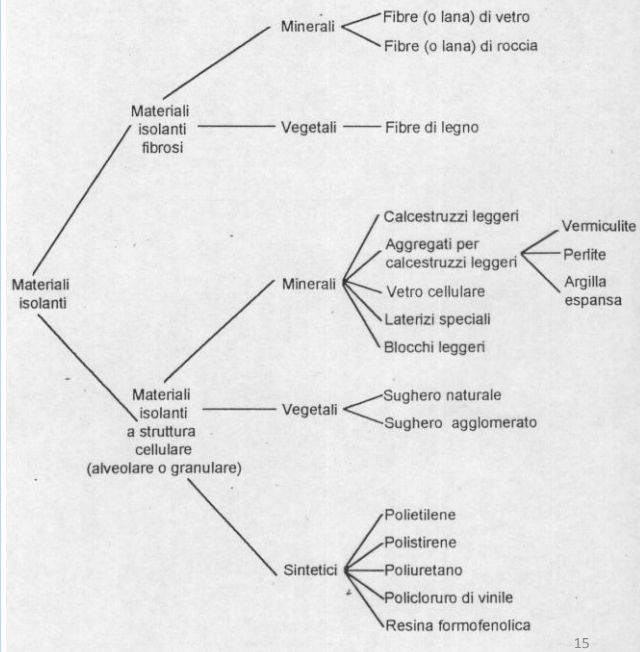 Minerali
Fibre (o lana) di vetro
Fibre (o lana) di roccia
Materiali
isolanti
fibrosi
Vegetali
Fibre di legno
Materiali
isolanti
Minerali
Calcestruzzi leggeri
Aggregati per
calcestruzzi leggeri
Vermiculite
Perlite
Argilla
espansa
Vetro cellulare
Laterizi speciali
Blocchi leggeri
Materiali
isolanti
a struttura
cellulare
(alveolare o granulare)
Vegetali
Sughero naturale
Sughero agglomerato
Sintetici
Polietilene
Polistirene
Poliuretano
Policloruro di vinile
Resina formofenolica
15